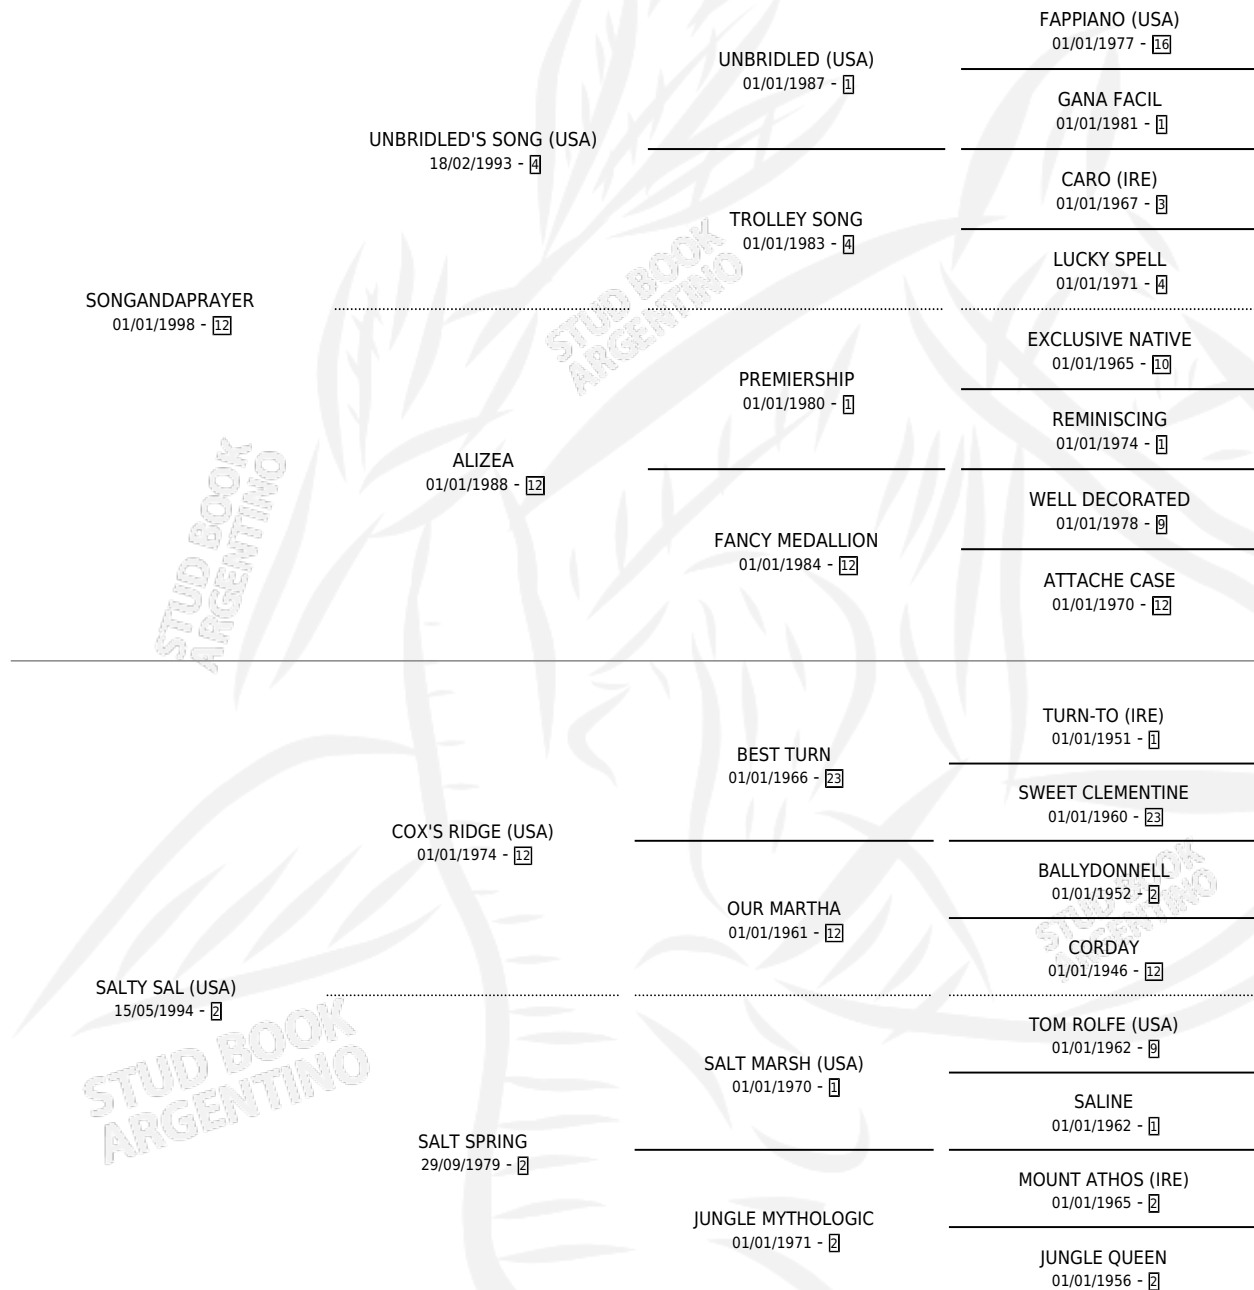 FAPPIANO (USA)
01/01/1977 - 16
UNBRIDLED (USA)
01/01/1987 - 1
GANA FACIL
01/01/1981 - 1
UNBRIDLED'S SONG (USA)
18/02/1993 - 4
CARO (IRE)
01/01/1967 - 3
TROLLEY SONG
01/01/1983 - 4
LUCKY SPELL
01/01/1971 - 4
SONGANDAPRAYER
01/01/1998 - 12
EXCLUSIVE NATIVE
01/01/1965 - 10
PREMIERSHIP
01/01/1980 - 1
REMINISCING
01/01/1974 - 1
ALIZEA
01/01/1988 - 12
WELL DECORATED
01/01/1978 - 9
FANCY MEDALLION
01/01/1984 - 12
ATTACHE CASE
01/01/1970 - 12
TURN-TO (IRE)
01/01/1951 - 1
BEST TURN
01/01/1966 - 23
SWEET CLEMENTINE
01/01/1960 - 23
COX'S RIDGE (USA)
01/01/1974 - 12
BALLYDONNELL
01/01/1952 - 2
OUR MARTHA
01/01/1961 - 12
CORDAY
01/01/1946 - 12
SALTY SAL (USA)
15/05/1994 - 2
TOM ROLFE (USA)
01/01/1962 - 9
SALT MARSH (USA)
01/01/1970 - 1
SALINE
01/01/1962 - 1
SALT SPRING
29/09/1979 - 2
MOUNT ATHOS (IRE)
01/01/1965 - 2
JUNGLE MYTHOLOGIC
01/01/1971 - 2
JUNGLE QUEEN
01/01/1956 - 2
STUD BOOK
ARGENTINO
STUD BOOK
ARGENTINO
STUD BOOK
ARGENTINO
STUD BOOK
ARGENTINO